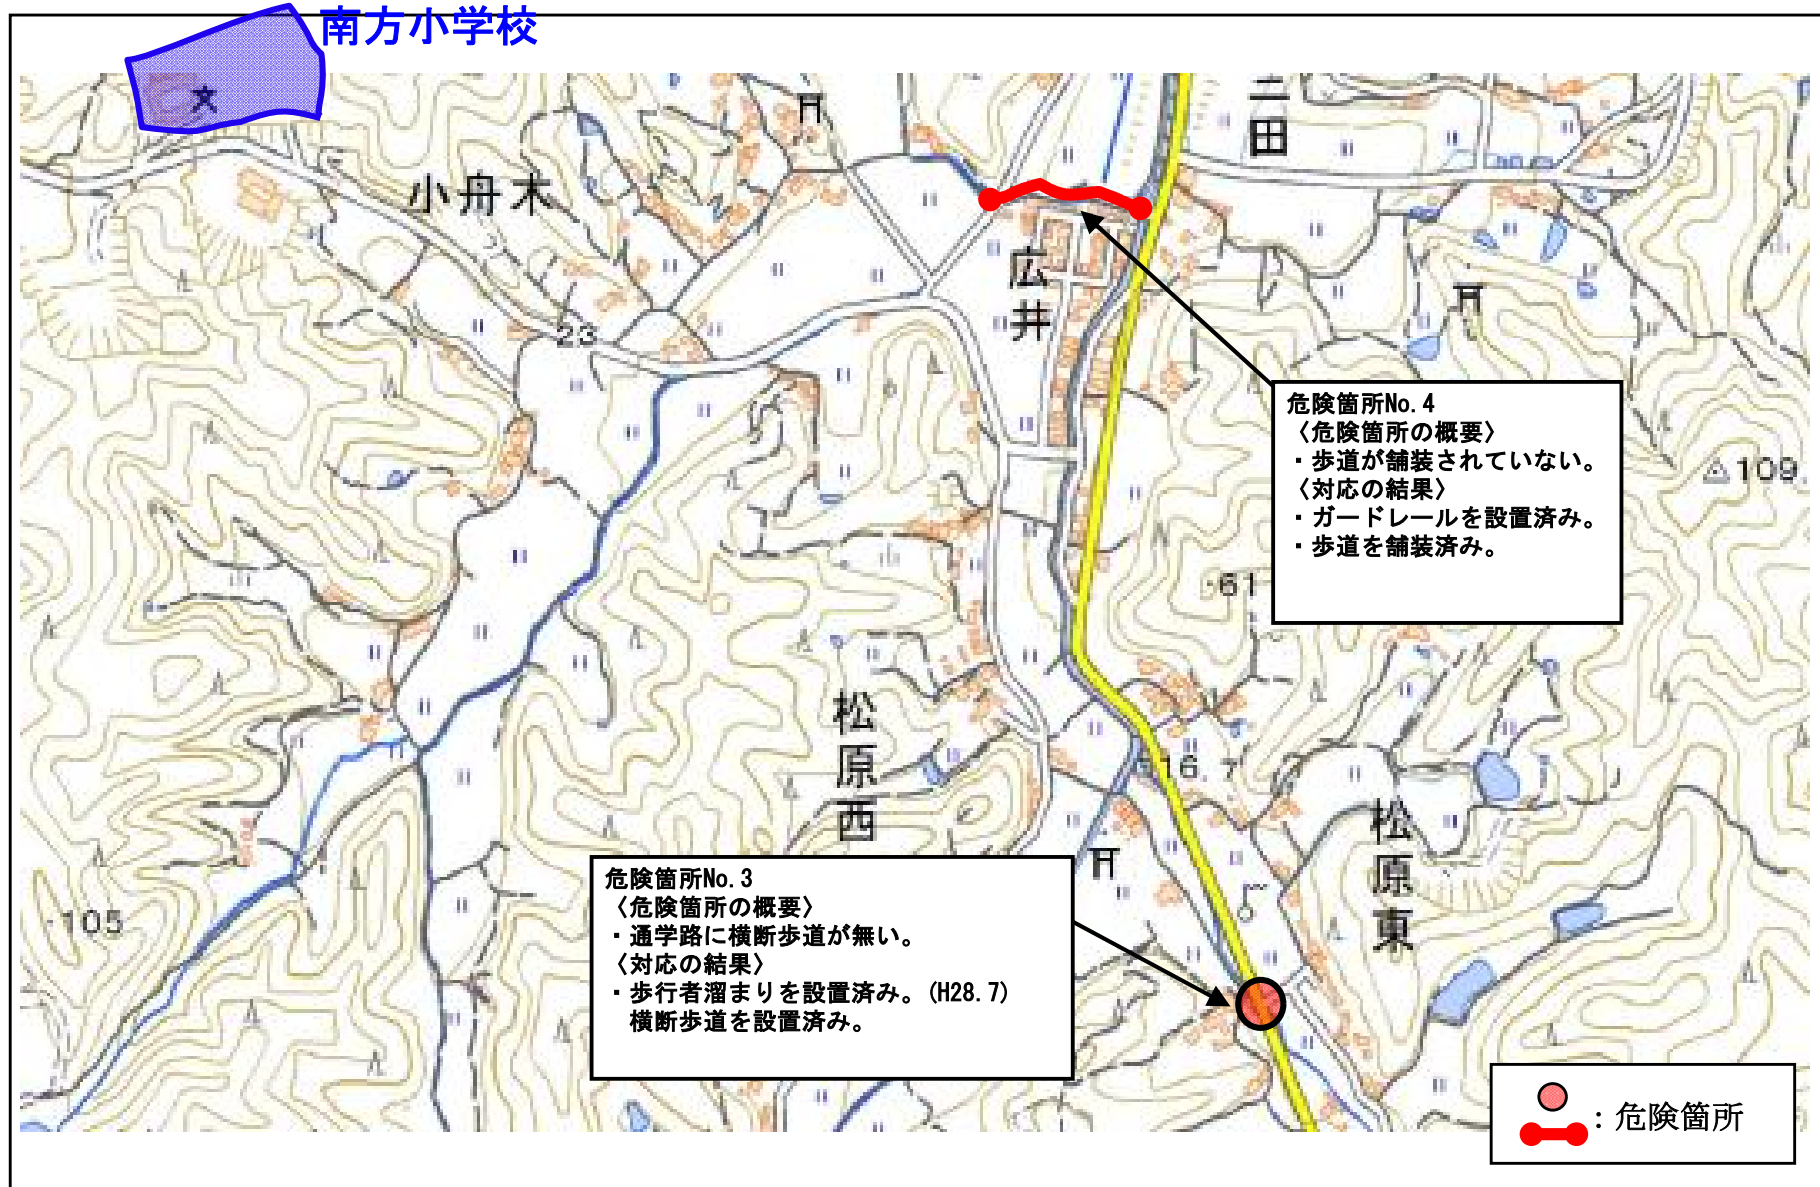 南方小学校
三田
小舟木
広井
23
危険箇所No.4
〈危険箇所の概要〉
・歩道が舗装されていない。
〈対応の結果〉
・ガードレールを設置済み。
・歩道を舗装済み。
109.
61
松原西
16.7
松原東
105
危険箇所No.3
〈危険箇所の概要〉
・通学路に横断歩道が無い。
〈対応の結果〉
・歩行者溜まりを設置済み。(H28.7)
横断歩道を設置済み。
：危険箇所